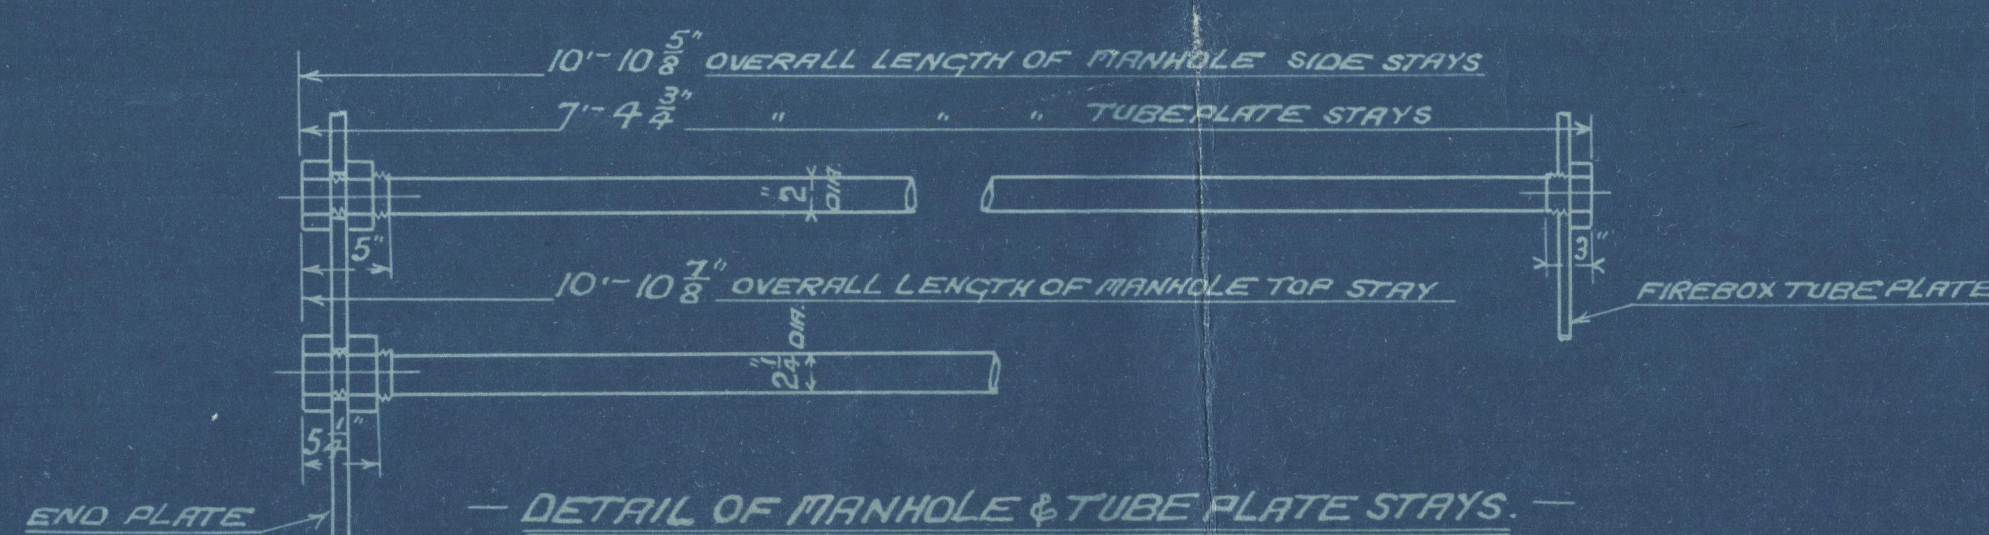 10'-10 5/8" OVERALL LENGTH OF MANHOLE SIDE STAYS
7'-4 3/4" " " " TUBEPLATE STAYS
2" DIA.
5"
3"
10'-10 7/8" OVERALL LENGTH OF MANHOLE TOP STAY
FIREBOX TUBE PLATE
2 1/4" DIA.
5 1/4"
END PLATE
— DETAIL OF MANHOLE & TUBE PLATE STAYS. —